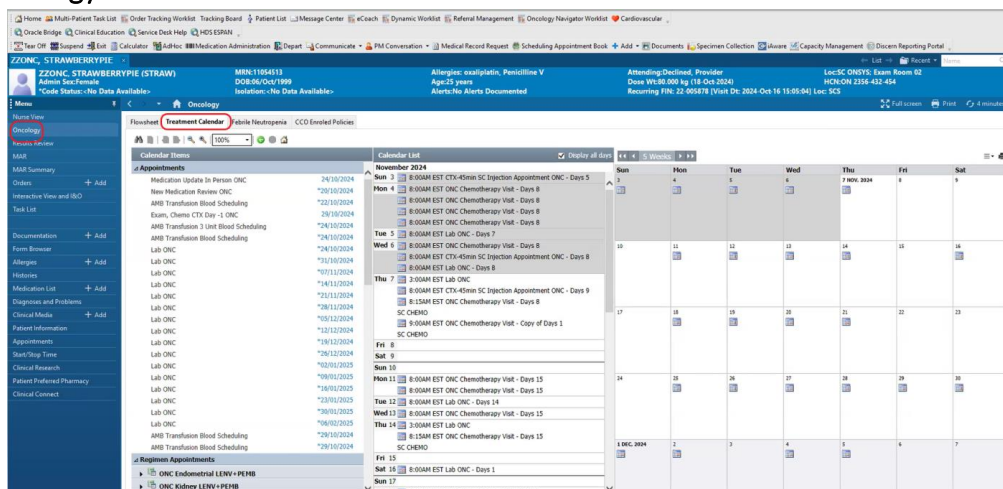 Home Multi-Patient Task List Order Tracking Worklist Tracking Board Patient List Message Center eCoach Dynamic Worklist Referral Management Oncology Navigator Worklist Cardiovascular
Oracle Bridge Clinical Education Service Desk Help HDS ESPAN
Tear Off Suspend Exit Calculator AdHoc Medication Administration Depart Communicate PM Conversation Medical Record Request Scheduling Appointment Book + Add Documents Specimen Collection iAware Capacity Management Discern Reporting Portal
ZZONC, STRAWBERRYPIE × List Recent
ZZONC, STRAWBERRYPIE (STRAW) MRN:11054513 Allergies: oxaliplatin, Penicilline V Attending:Declined, Provider Loc:SC ONSYS; Exam Room 02
Admin Sex:Female DOB:06/Oct/1999 Age:25 years Dose Wt:80.000 kg (18-Oct-2024) HCN:ON 2356-432-454
*Code Status:<No Data Available> Isolation:<No Data Available> Alerts:No Alerts Documented Recurring FIN: 22-005878 [Visit Dt: 2024-Oct-16 15:05:04] Loc: SCS
Menu Oncology Full screen Print 4 minute
Nurse View
Oncology
Results Review
MAR
MAR Summary
Orders + Add
Interactive View and I&O
Task List
Documentation + Add
Form Browser
Allergies + Add
Histories
Medication List + Add
Diagnoses and Problems
Clinical Media + Add
Patient Information
Appointments
Start/Stop Time
Clinical Research
Patient Preferred Pharmacy
Clinical Connect
Flowsheet Treatment Calendar Febrile Neutropenia CCO Enroled Policies
100%
Calendar Items
Appointments
Medication Update In Person ONC 24/10/2024
New Medication Review ONC *20/10/2024
AMB Transfusion Blood Scheduling *22/10/2024
Exam, Chemo CTX Day -1 ONC 29/10/2024
AMB Transfusion 3 Unit Blood Scheduling *24/10/2024
AMB Transfusion Blood Scheduling *24/10/2024
Lab ONC *24/10/2024
Lab ONC *31/10/2024
Lab ONC *07/11/2024
Lab ONC *14/11/2024
Lab ONC *21/11/2024
Lab ONC *28/11/2024
Lab ONC *05/12/2024
Lab ONC *12/12/2024
Lab ONC *19/12/2024
Lab ONC *26/12/2024
Lab ONC *02/01/2025
Lab ONC *09/01/2025
Lab ONC *16/01/2025
Lab ONC *23/01/2025
Lab ONC *30/01/2025
Lab ONC *06/02/2025
AMB Transfusion Blood Scheduling *29/10/2024
AMB Transfusion Blood Scheduling *29/10/2024
Regimen Appointments
ONC Endometrial LENV+PEMB
ONC Kidney LENV+PEMB
Calendar List Display all days
November 2024
Sun 3 8:00AM EST CTX-45min SC Injection Appointment ONC - Days 5
Mon 4 8:00AM EST ONC Chemotherapy Visit - Days 8
8:00AM EST ONC Chemotherapy Visit - Days 8
8:00AM EST ONC Chemotherapy Visit - Days 8
8:00AM EST ONC Chemotherapy Visit - Days 8
Tue 5 8:00AM EST Lab ONC - Days 7
Wed 6 8:00AM EST ONC Chemotherapy Visit - Days 8
8:00AM EST CTX-45min SC Injection Appointment ONC - Days 8
8:00AM EST Lab ONC - Days 8
Thu 7 3:00AM EST Lab ONC
8:00AM EST CTX-45min SC Injection Appointment ONC - Days 9
8:15AM EST ONC Chemotherapy Visit - Days 8
SC CHEMO
9:00AM EST ONC Chemotherapy Visit - Copy of Days 1
SC CHEMO
Fri 8
Sat 9
Sun 10
Mon 11 8:00AM EST ONC Chemotherapy Visit - Days 15
8:00AM EST ONC Chemotherapy Visit - Days 15
Tue 12 8:00AM EST Lab ONC - Days 14
Wed 13 8:00AM EST ONC Chemotherapy Visit - Days 15
Thu 14 3:00AM EST Lab ONC
8:15AM EST ONC Chemotherapy Visit - Days 15
SC CHEMO
Fri 15
Sat 16 8:00AM EST Lab ONC - Days 1
Sun 17
5 Weeks
Sun Mon Tue Wed Thu Fri Sat
3 4 5 6 7 NOV. 2024 8 9
10 11 12 13 14 15 16
17 18 19 20 21 22 23
24 25 26 27 28 29 30
1 DEC. 2024 2 3 4 5 6 7